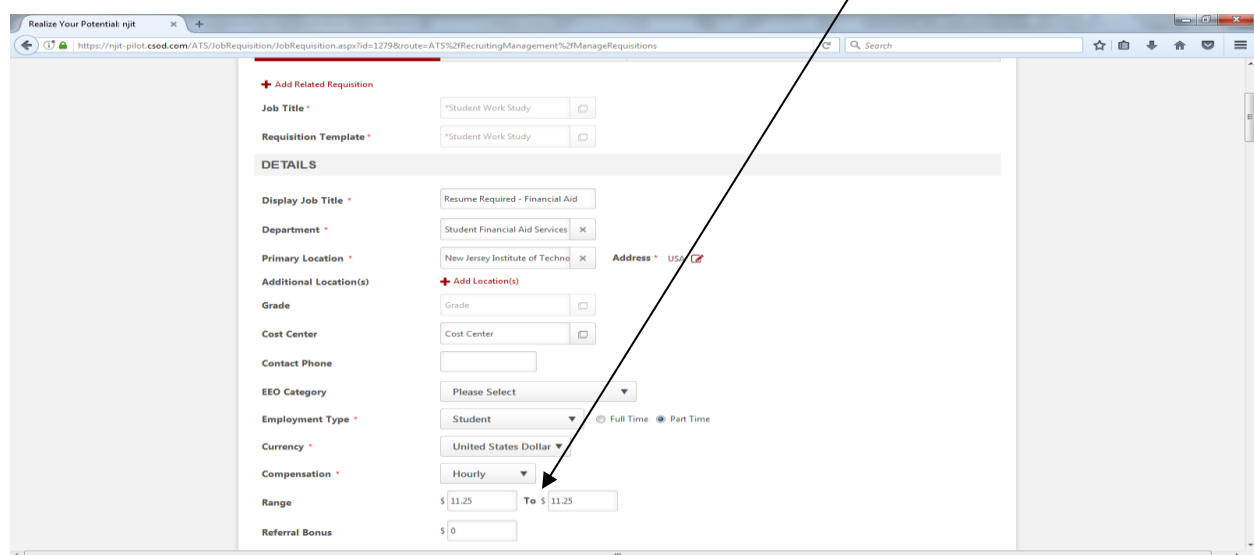 Realize Your Potential: njit × +
https://njit-pilot.csod.com/ATS/JobRequisition/JobRequisition.aspx?id=1279&route=ATS%2fRecruitingManagement%2fManageRequisitions Search
Add Related Requisition
Job Title * *Student Work Study
Requisition Template * *Student Work Study
DETAILS
Display Job Title * Resume Required - Financial Aid
Department * Student Financial Aid Services ×
Primary Location * New Jersey Institute of Techno × Address * USA
Additional Location(s) Add Location(s)
Grade Grade
Cost Center Cost Center
Contact Phone
EEO Category Please Select
Employment Type * Student Full Time Part Time
Currency * United States Dollar
Compensation * Hourly
Range $ 11.25 To $ 11.25
Referral Bonus $ 0